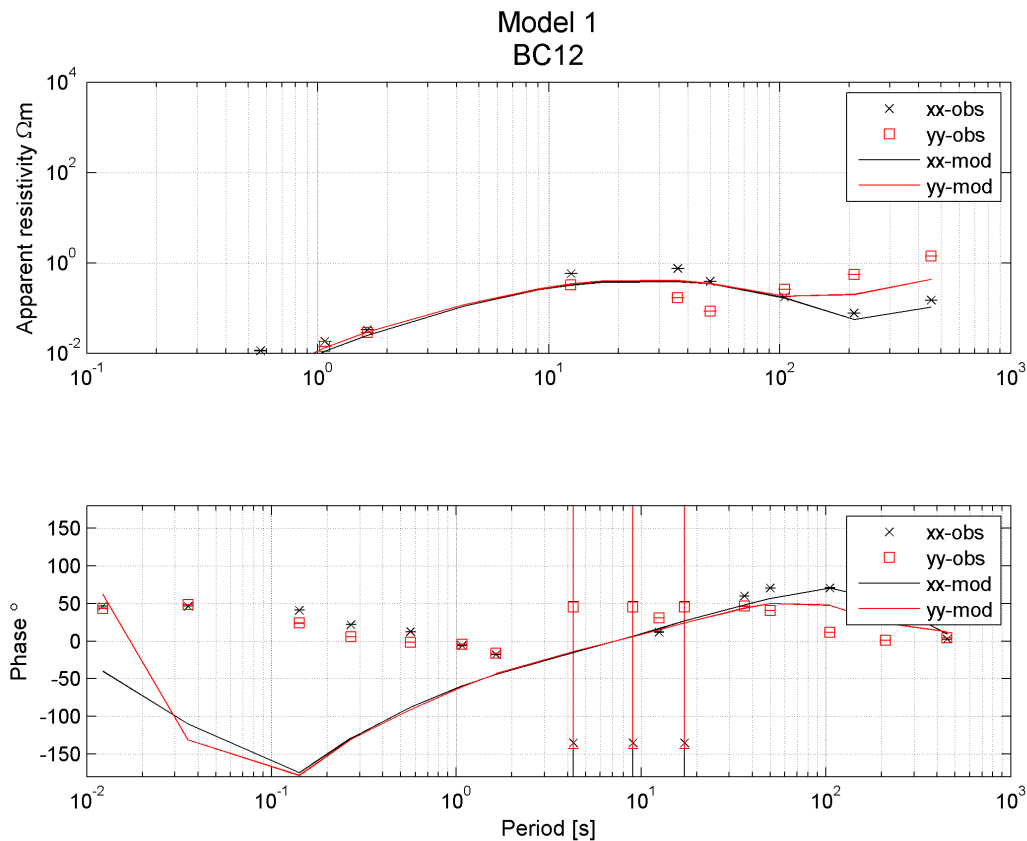 Model 1
BC12
Apparent resistivity Ωm
10^4
10^2
10^0
10^-2
10^-1
10^0
10^1
10^2
10^3
xx-obs
yy-obs
xx-mod
yy-mod
Phase °
150
100
50
0
-50
-100
-150
10^-2
10^-1
10^0
10^1
10^2
10^3
xx-obs
yy-obs
xx-mod
yy-mod
Period [s]